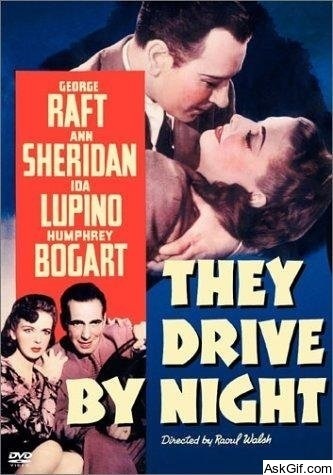 GEORGE
RAFT
ANN
SHERIDAN
IDA
LUPINO
HUMPHREY
BOGART
THEY
DRIVE
BY NIGHT
Directed by Raoul Walsh
DVD
VIDEO
AskGif.com